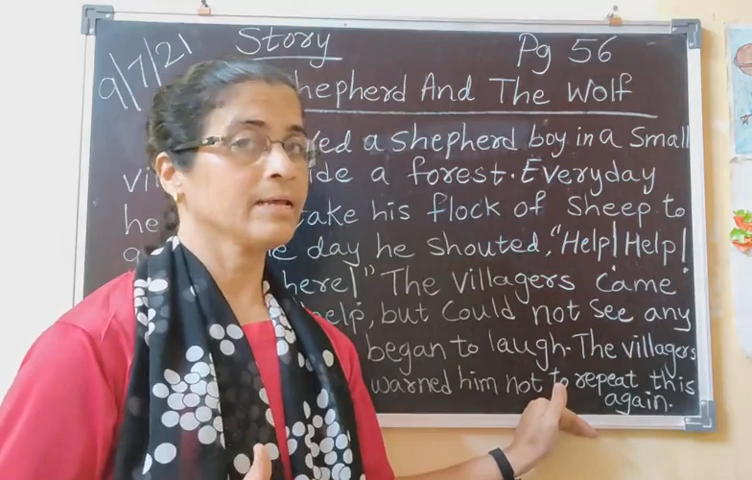 9/7/21 Story Pg 56
hepherd And The Wolf
ved a shepherd boy in a Small
vi ide a forest. Everyday
he take his flock of Sheep to
e day he shouted, "Help! Help!
here!" The villagers came
help, but could not see any
began to laugh. The villagers
warned him not to repeat this
again.